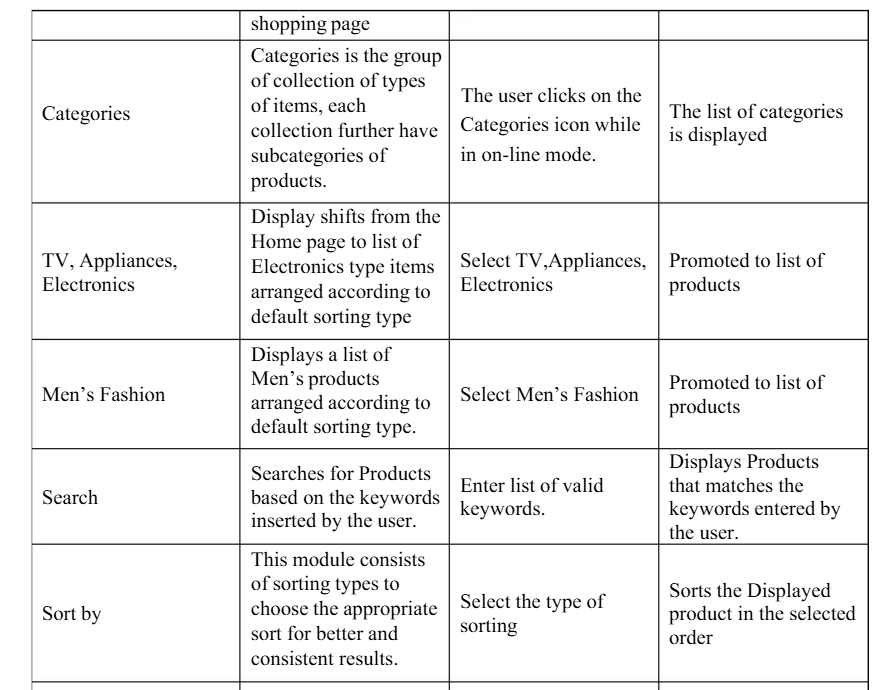 shopping page
Categories
Categories is the group
of collection of types
of items, each
collection further have
subcategories of
products.
The user clicks on the
Categories icon while
in on-line mode.
The list of categories
is displayed
TV, Appliances,
Electronics
Display shifts from the
Home page to list of
Electronics type items
arranged according to
default sorting type
Select TV,Appliances,
Electronics
Promoted to list of
products
Men’s Fashion
Displays a list of
Men’s products
arranged according to
default sorting type.
Select Men’s Fashion
Promoted to list of
products
Search
Searches for Products
based on the keywords
inserted by the user.
Enter list of valid
keywords.
Displays Products
that matches the
keywords entered by
the user.
Sort by
This module consists
of sorting types to
choose the appropriate
sort for better and
consistent results.
Select the type of
sorting
Sorts the Displayed
product in the selected
order